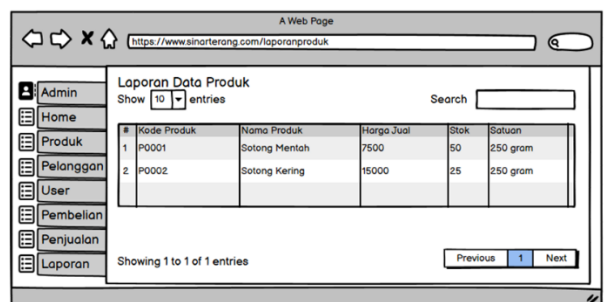 A Web Page
https://www.sinarterang.com/laporanproduk
Admin
Home
Produk
Pelanggan
User
Pembelian
Penjualan
Laporan
Laporan Data Produk
Show 10 entries
Search
# Kode Produk Nama Produk Harga Jual Stok Satuan
1 P0001 Sotong Mentah 7500 50 250 gram
2 P0002 Sotong Kering 15000 25 250 gram
Showing 1 to 1 of 1 entries
Previous 1 Next